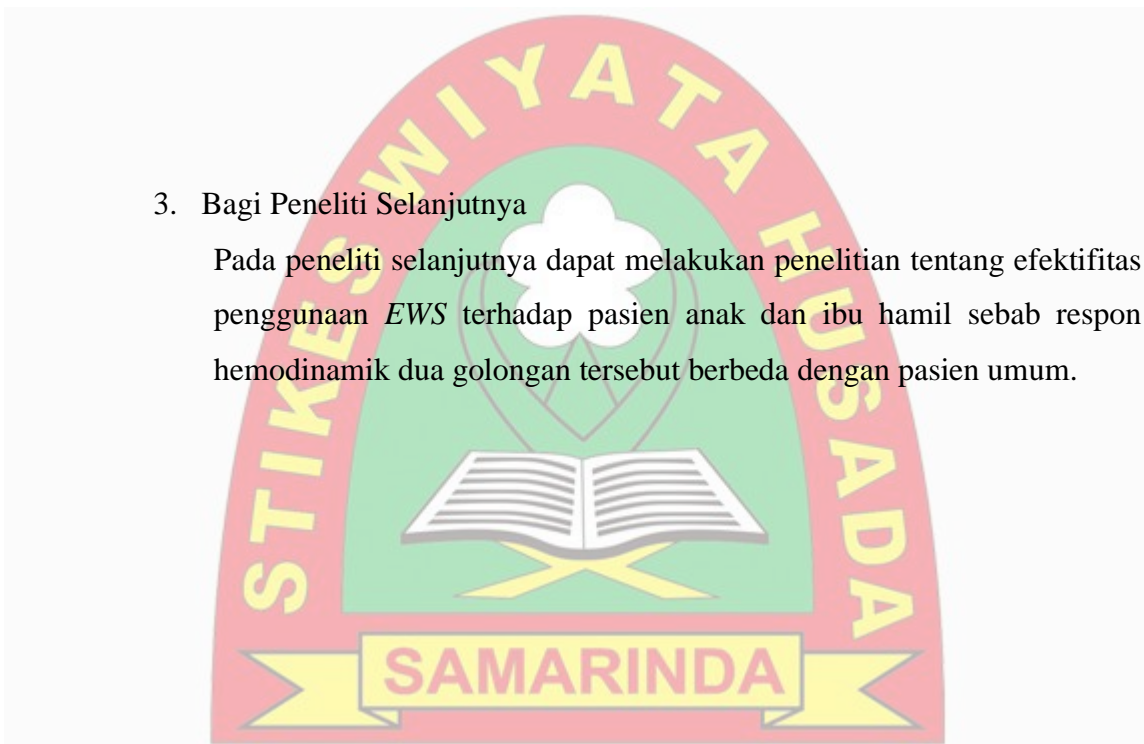 STIKES WIYATA HUSADA
3. Bagi Peneliti Selanjutnya
Pada peneliti selanjutnya dapat melakukan penelitian tentang efektifitas
penggunaan EWS terhadap pasien anak dan ibu hamil sebab respon
hemodinamik dua golongan tersebut berbeda dengan pasien umum.
SAMARINDA